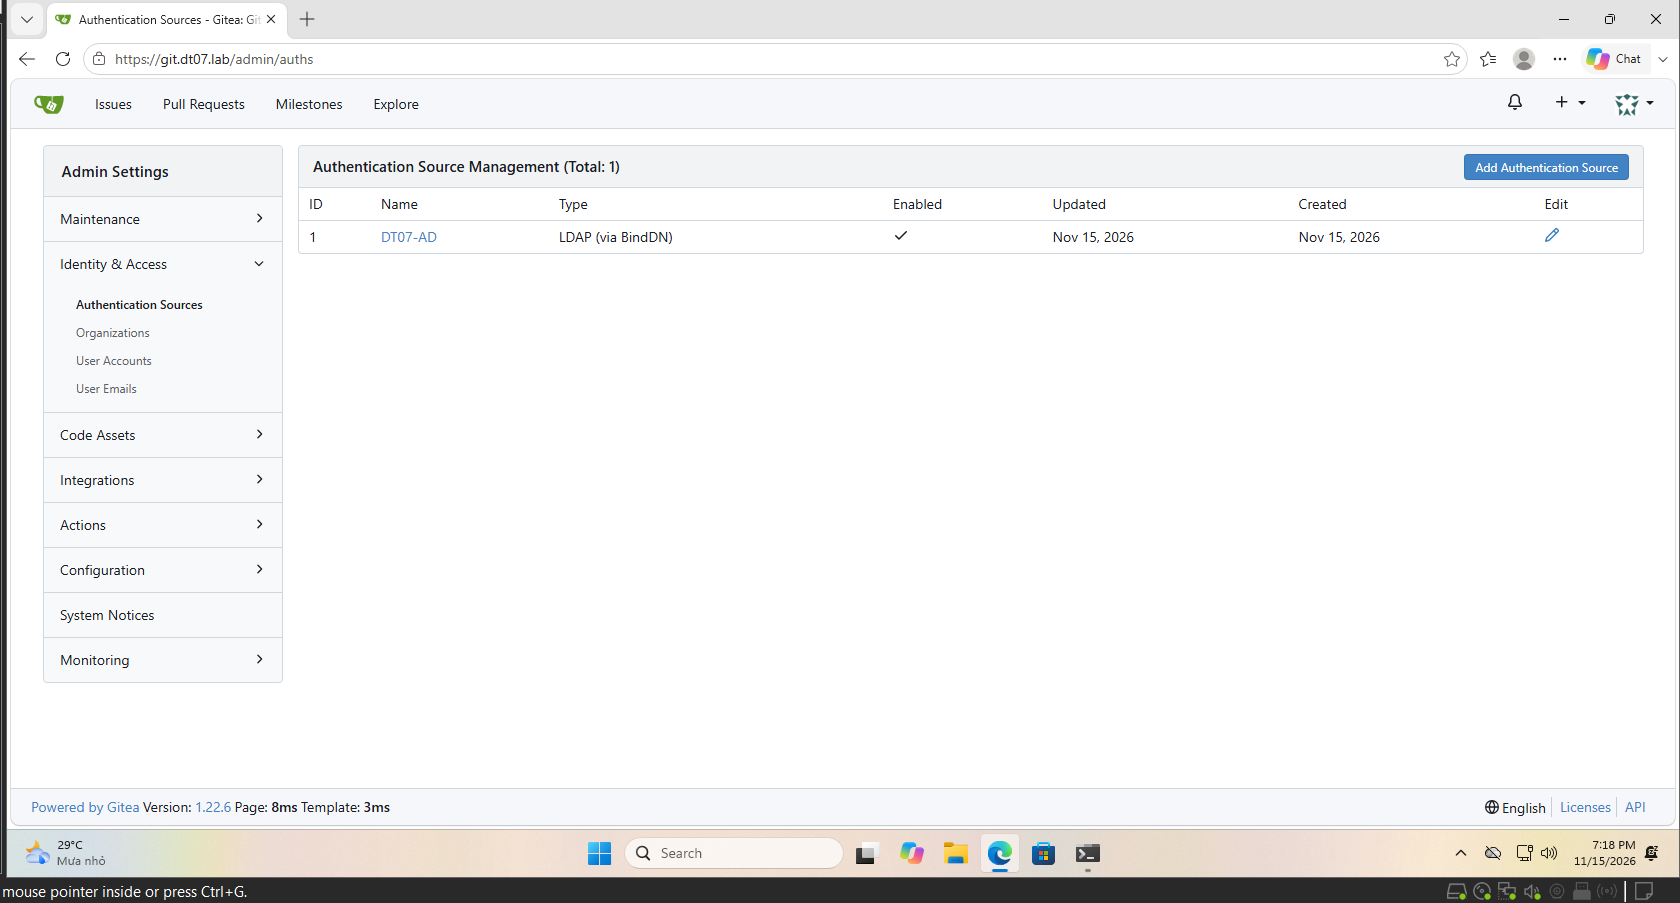 Authentication Sources - Gitea: Git
https://git.dt07.lab/admin/auths
Chat
Issues Pull Requests Milestones Explore
Admin Settings
Maintenance
Identity & Access
Authentication Sources
Organizations
User Accounts
User Emails
Code Assets
Integrations
Actions
Configuration
System Notices
Monitoring
Authentication Source Management (Total: 1)
Add Authentication Source
ID Name Type Enabled Updated Created Edit
1 DT07-AD LDAP (via BindDN) Nov 15, 2026 Nov 15, 2026
Powered by Gitea Version: 1.22.6 Page: 8ms Template: 3ms
English Licenses API
29°C
Mưa nhỏ
Search
7:18 PM
11/15/2026
mouse pointer inside or press Ctrl+G.